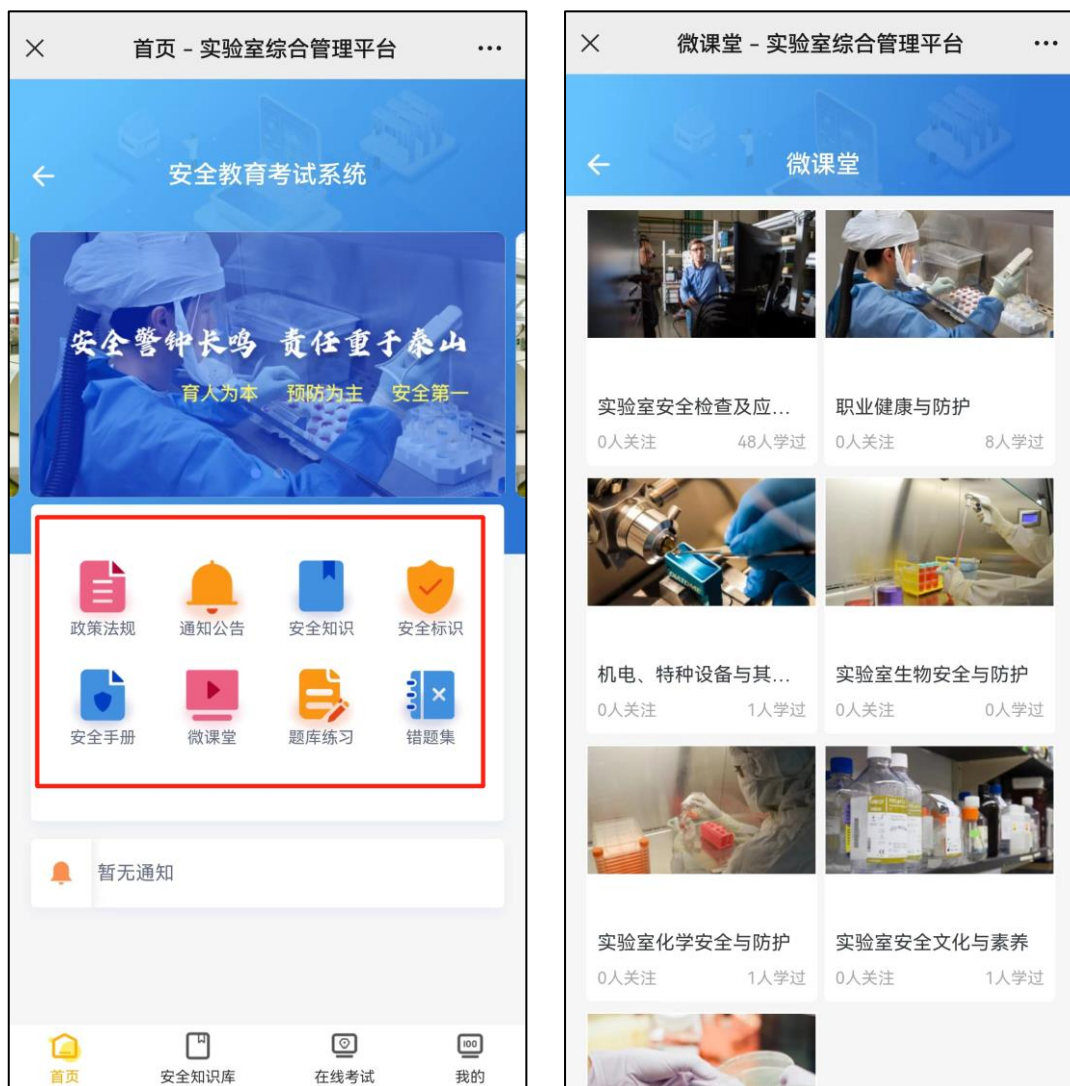 首页 – 实验室综合管理平台
安全教育考试系统
安全警钟长鸣 责任重于泰山
育人为本 预防为主 安全第一
政策法规 通知公告 安全知识 安全标识
安全手册 微课堂 题库练习 错题集
暂无通知
首页 安全知识库 在线考试 我的
微课堂 – 实验室综合管理平台
微课堂
实验室安全检查及应... 职业健康与防护
0人关注 48人学过 0人关注 8人学过
机电、特种设备与其... 实验室生物安全与防护
0人关注 1人学过 0人关注 0人学过
实验室化学安全与防护 实验室安全文化与素养
0人关注 1人学过 0人关注 1人学过